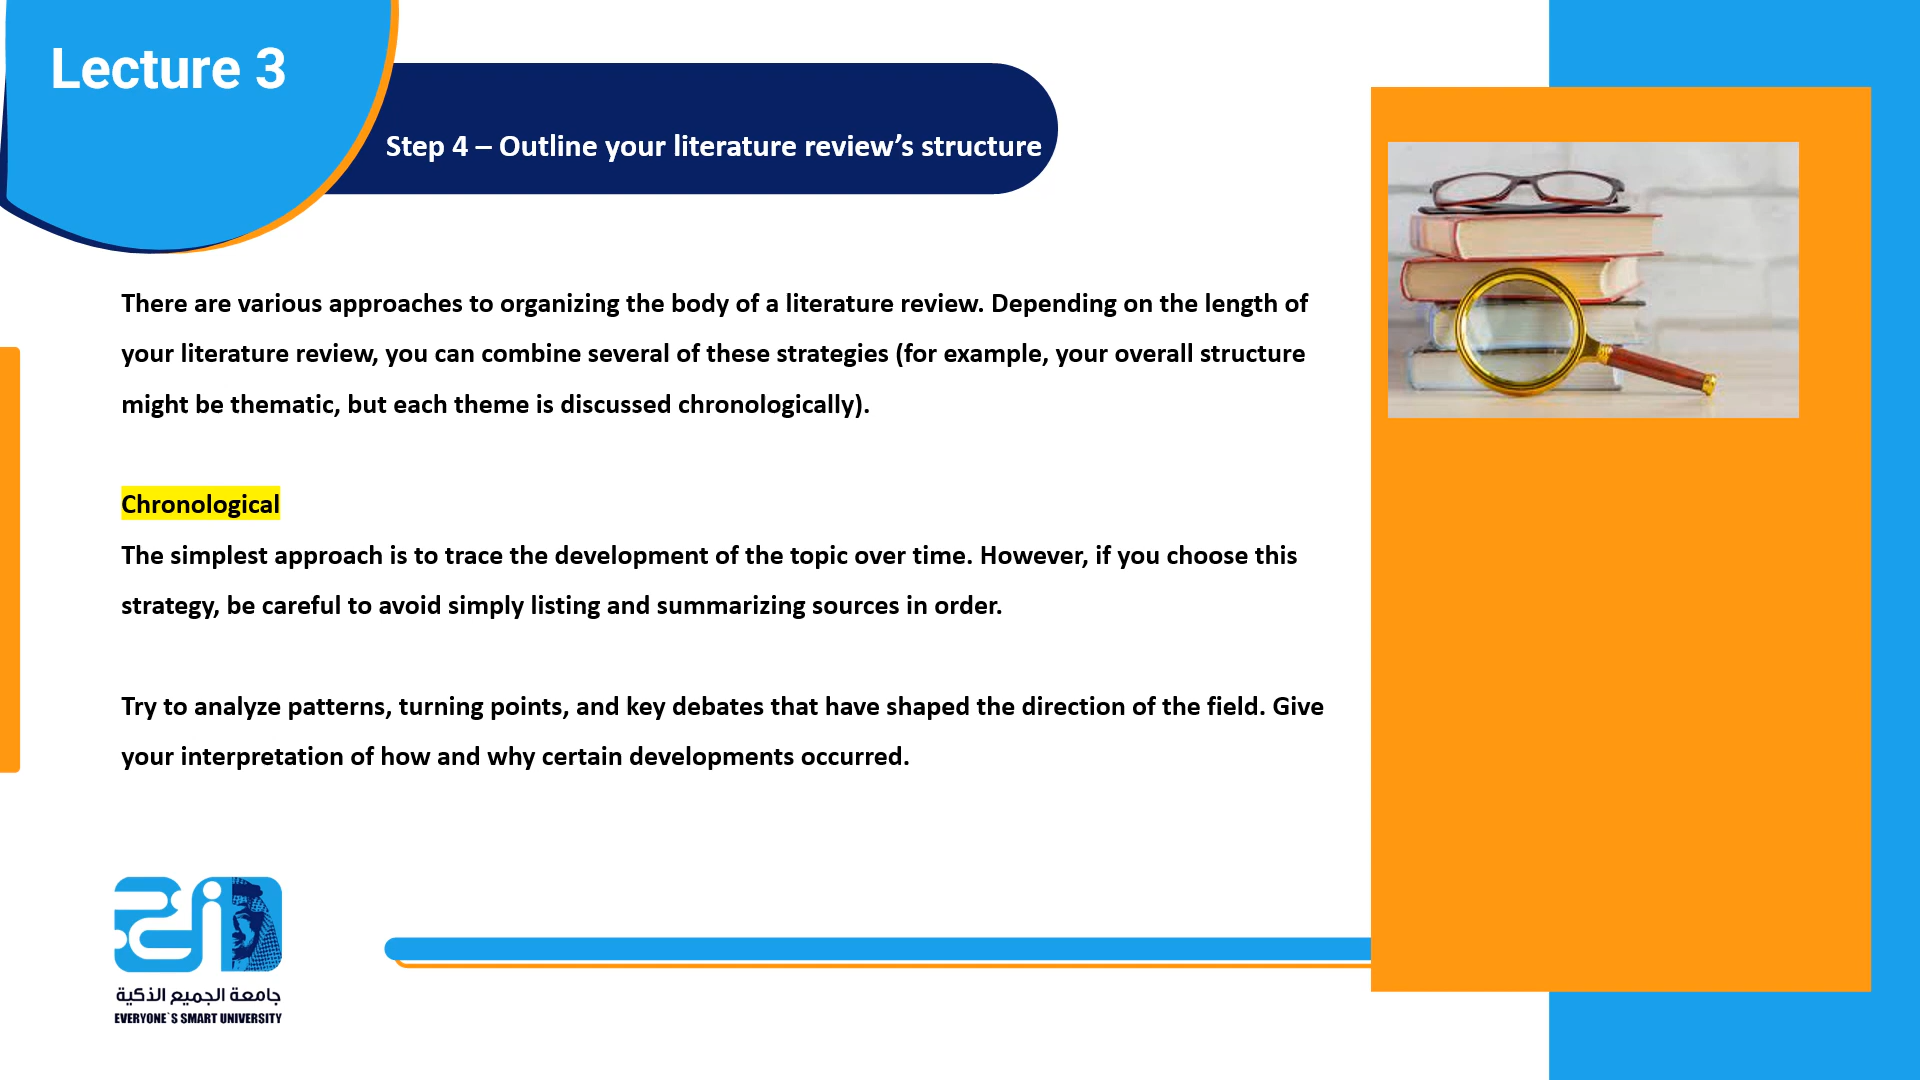 Lecture 3
Step 4 – Outline your literature review’s structure
There are various approaches to organizing the body of a literature review. Depending on the length of
your literature review, you can combine several of these strategies (for example, your overall structure
might be thematic, but each theme is discussed chronologically).
Chronological
The simplest approach is to trace the development of the topic over time. However, if you choose this
strategy, be careful to avoid simply listing and summarizing sources in order.
Try to analyze patterns, turning points, and key debates that have shaped the direction of the field. Give
your interpretation of how and why certain developments occurred.
جامعة الجميع الذكية
EVERYONE`S SMART UNIVERSITY